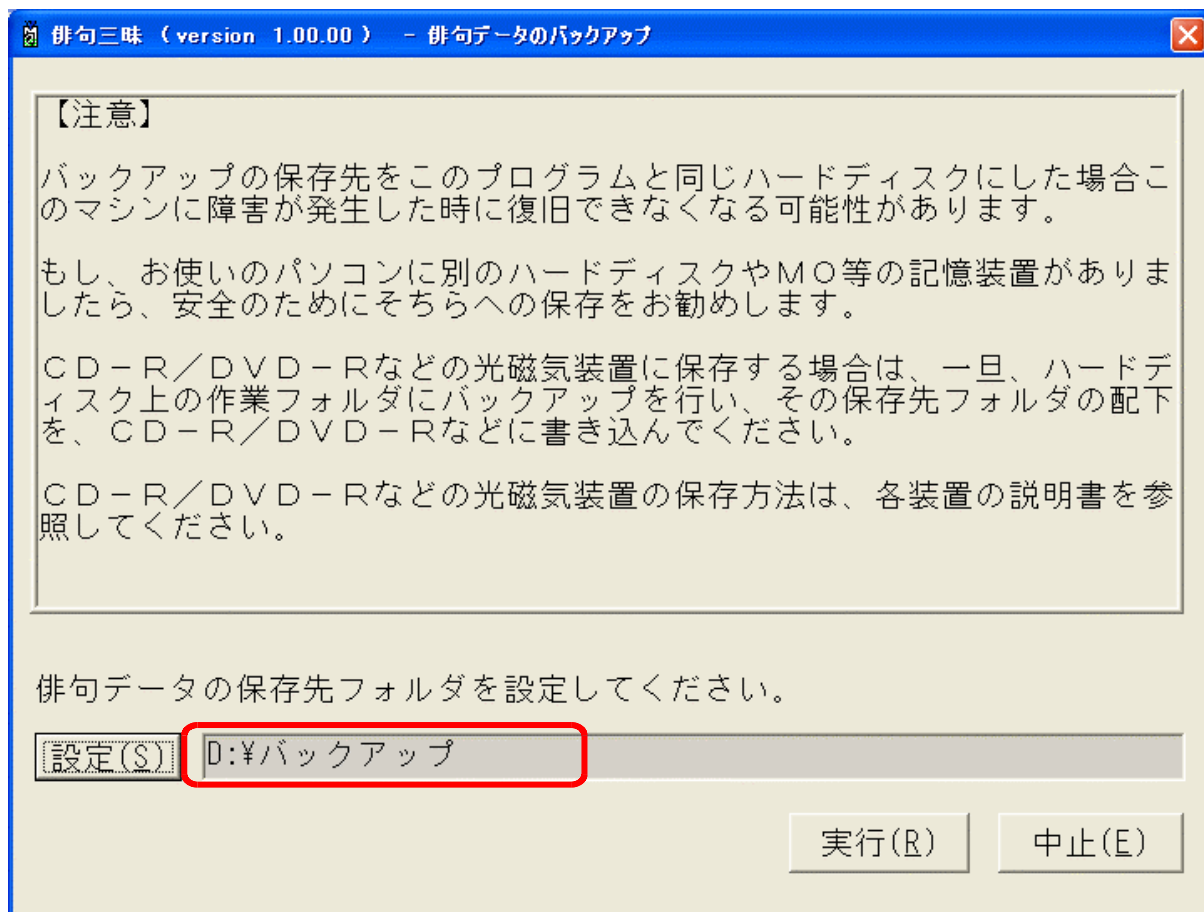 俳句三昧 （version 1.00.00） - 俳句データのバックアップ
【注意】
バックアップの保存先をこのプログラムと同じハードディスクにした場合こ
のマシンに障害が発生した時に復旧できなくなる可能性があります。
もし、お使いのパソコンに別のハードディスクやＭＯ等の記憶装置がありま
したら、安全のためにそちらへの保存をお勧めします。
ＣＤ－Ｒ／ＤＶＤ－Ｒなどの光磁気装置に保存する場合は、一旦、ハードデ
ィスク上の作業フォルダにバックアップを行い、その保存先フォルダの配下
を、ＣＤ－Ｒ／ＤＶＤ－Ｒなどに書き込んでください。
ＣＤ－Ｒ／ＤＶＤ－Ｒなどの光磁気装置の保存方法は、各装置の説明書を参
照してください。
俳句データの保存先フォルダを設定してください。
設定(S) D:¥バックアップ
実行(R) 中止(E)